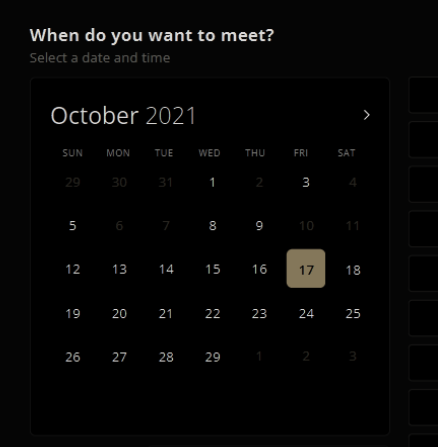 When do you want to meet?
Select a date and time
October 2021 >
SUN MON TUE WED THU FRI SAT
29 30 31 1 2 3 4
5 6 7 8 9 10 11
12 13 14 15 16 17 18
19 20 21 22 23 24 25
26 27 28 29 1 2 3